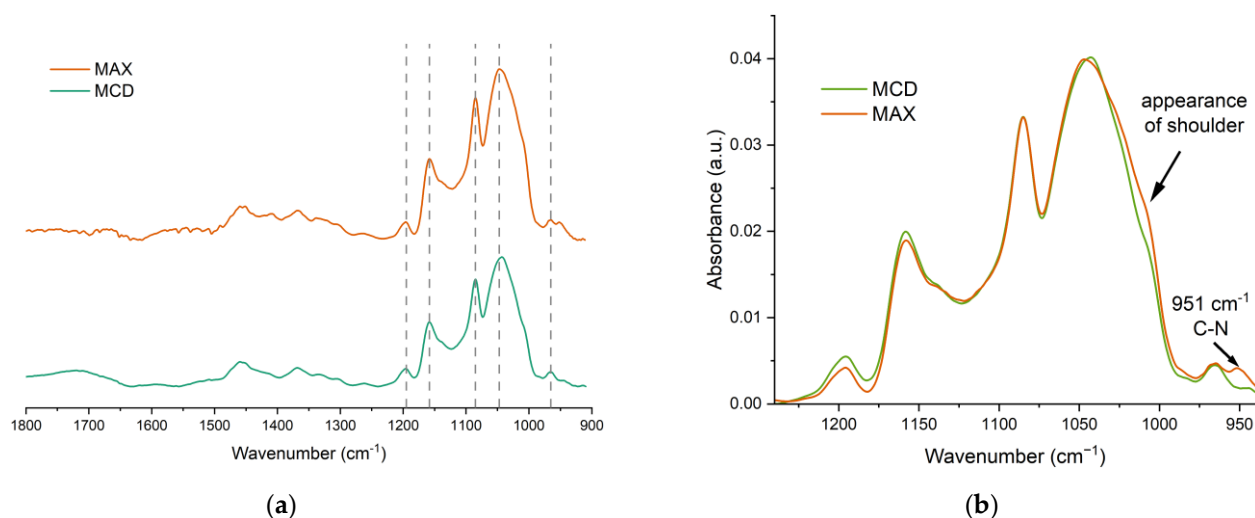 MAX
MCD
1800 1700 1600 1500 1400 1300 1200 1100 1000 900
Wavenumber (cm⁻¹)
(a)
Absorbance (a.u.)
0.04
0.03
0.02
0.01
0.00
MCD
MAX
appearance
of shoulder
951 cm⁻¹
C-N
1200 1150 1100 1050 1000 950
Wavenumber (cm⁻¹)
(b)